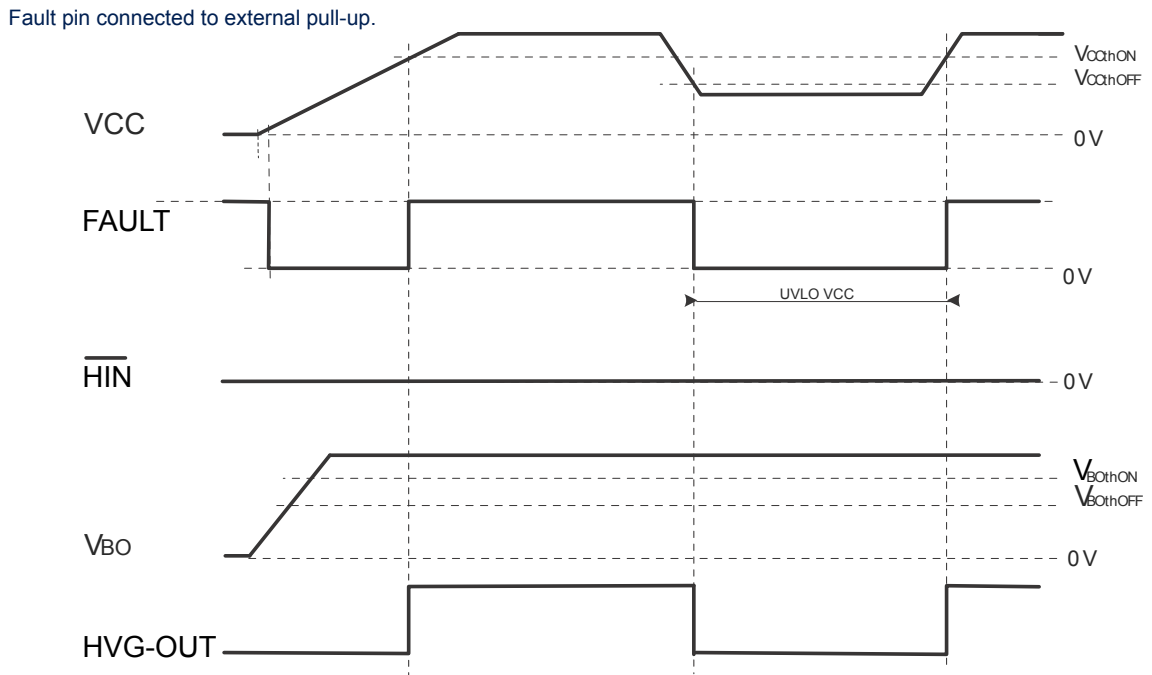 Fault pin connected to external pull-up.
VCCthON
VCCthOFF
VCC
0 V
FAULT
0 V
UVLO VCC
HIN
0 V
VBOthON
VBOthOFF
VBO
0 V
HVG-OUT